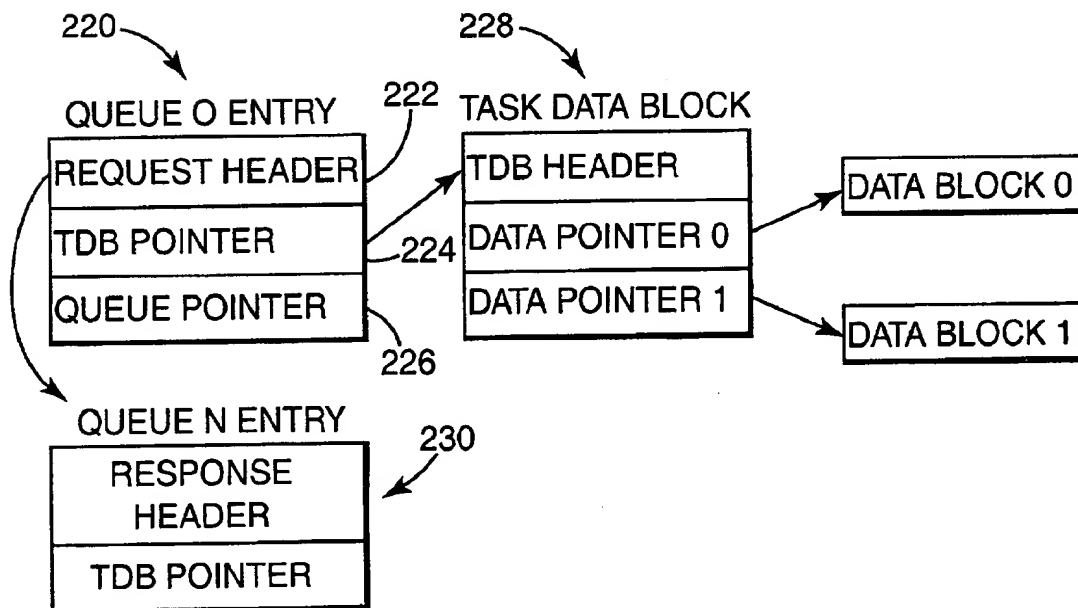 220
228
QUEUE O ENTRY
222
TASK DATA BLOCK
REQUEST HEADER
TDB HEADER
DATA BLOCK 0
TDB POINTER
224
DATA POINTER 0
QUEUE POINTER
DATA POINTER 1
DATA BLOCK 1
226
QUEUE N ENTRY
230
RESPONSE
HEADER
TDB POINTER